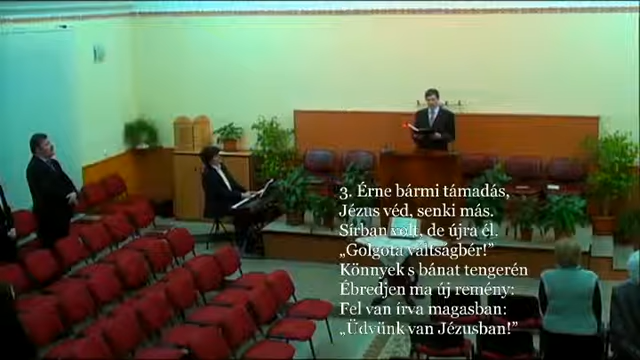 3. Érne bármi támadás,
Jézus véd, senki más.
Sírban volt, de újra él.
„Golgota váltságbér!”
Könnyek s bánat tengerén
Ébredjen ma új remény:
Fel van írva magasban:
„Üdvünk van Jézusban!”